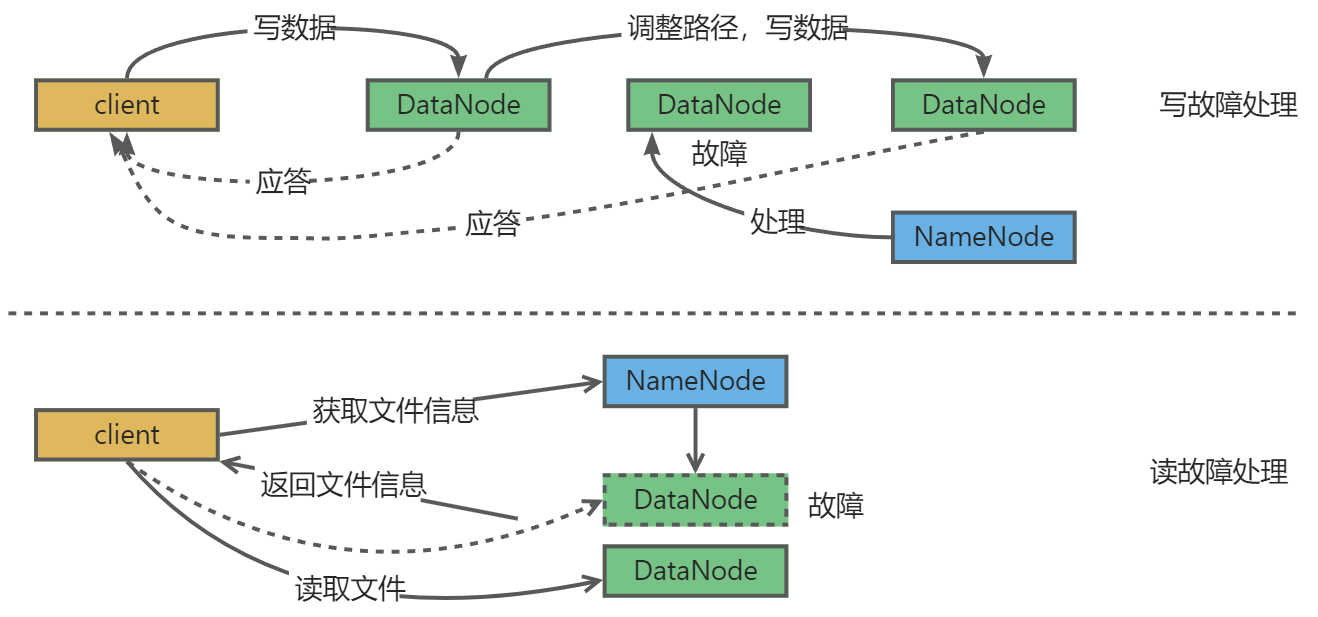 写数据
调整路径，写数据
client
DataNode
DataNode
DataNode
写故障处理
故障
应答
应答
处理
NameNode
NameNode
获取文件信息
client
返回文件信息
DataNode
故障
读故障处理
DataNode
读取文件